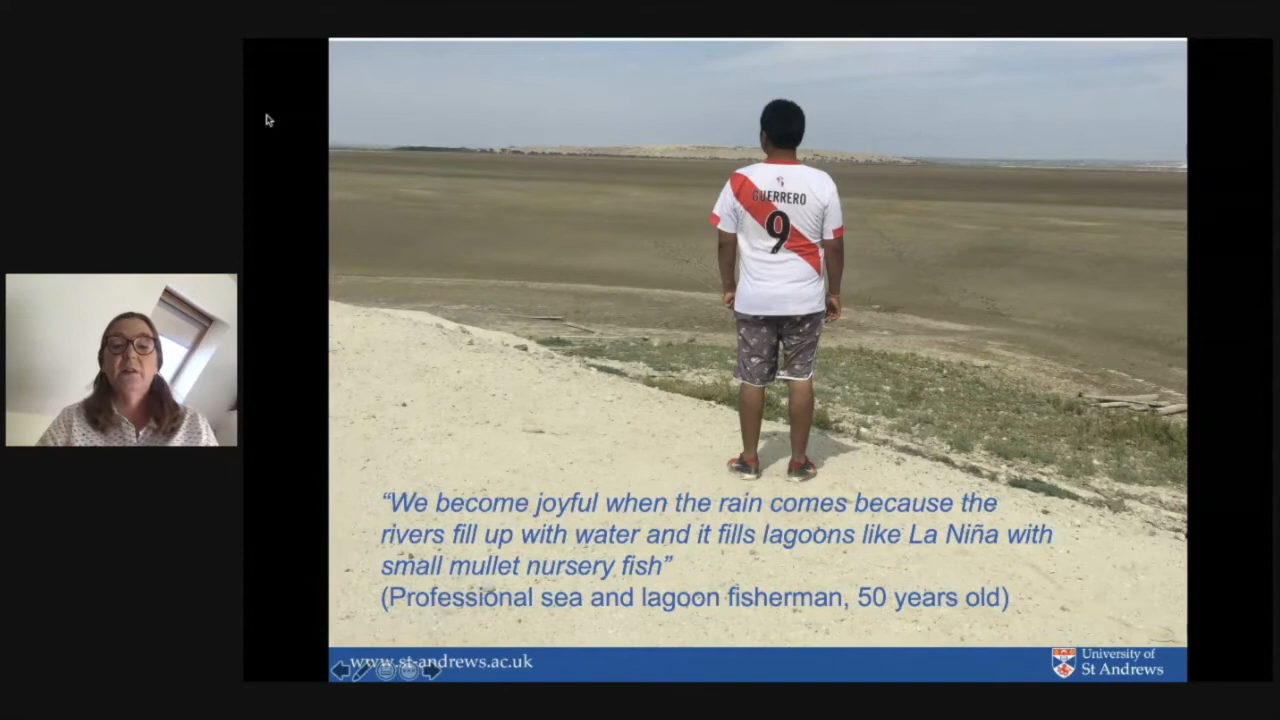 GUERRERO
9
“We become joyful when the rain comes because the
rivers fill up with water and it fills lagoons like La Niña with
small mullet nursery fish”
(Professional sea and lagoon fisherman, 50 years old)
www.st-andrews.ac.uk
University of
St Andrews